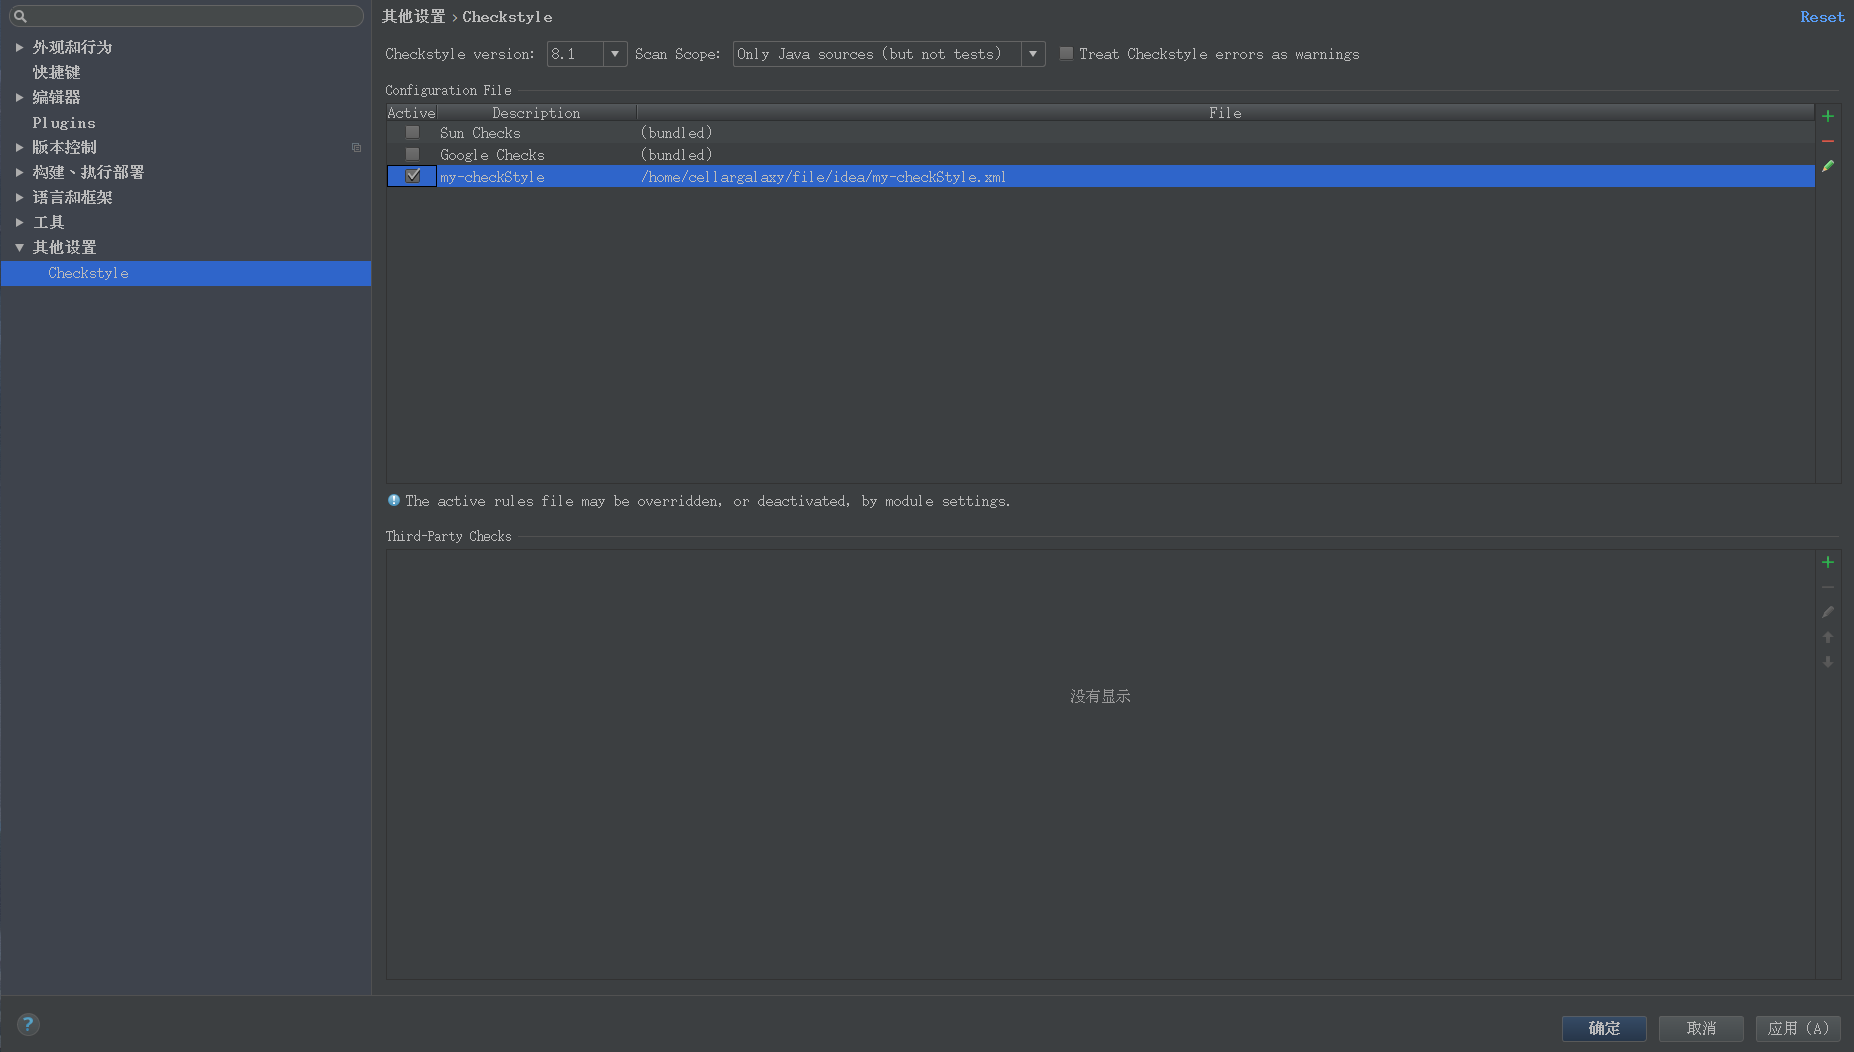 外观和行为
快捷键
编辑器
Plugins
版本控制
构建、执行部署
语言和框架
工具
其他设置
Checkstyle
其他设置 › Checkstyle
Reset
Checkstyle version: 8.1 Scan Scope: Only Java sources (but not tests) Treat Checkstyle errors as warnings
Configuration File
Active Description File
Sun Checks (bundled)
Google Checks (bundled)
my-checkStyle /home/cellargalaxy/file/idea/my-checkStyle.xml
The active rules file may be overridden, or deactivated, by module settings.
Third-Party Checks
没有显示
?
确定 取消 应用 (A)